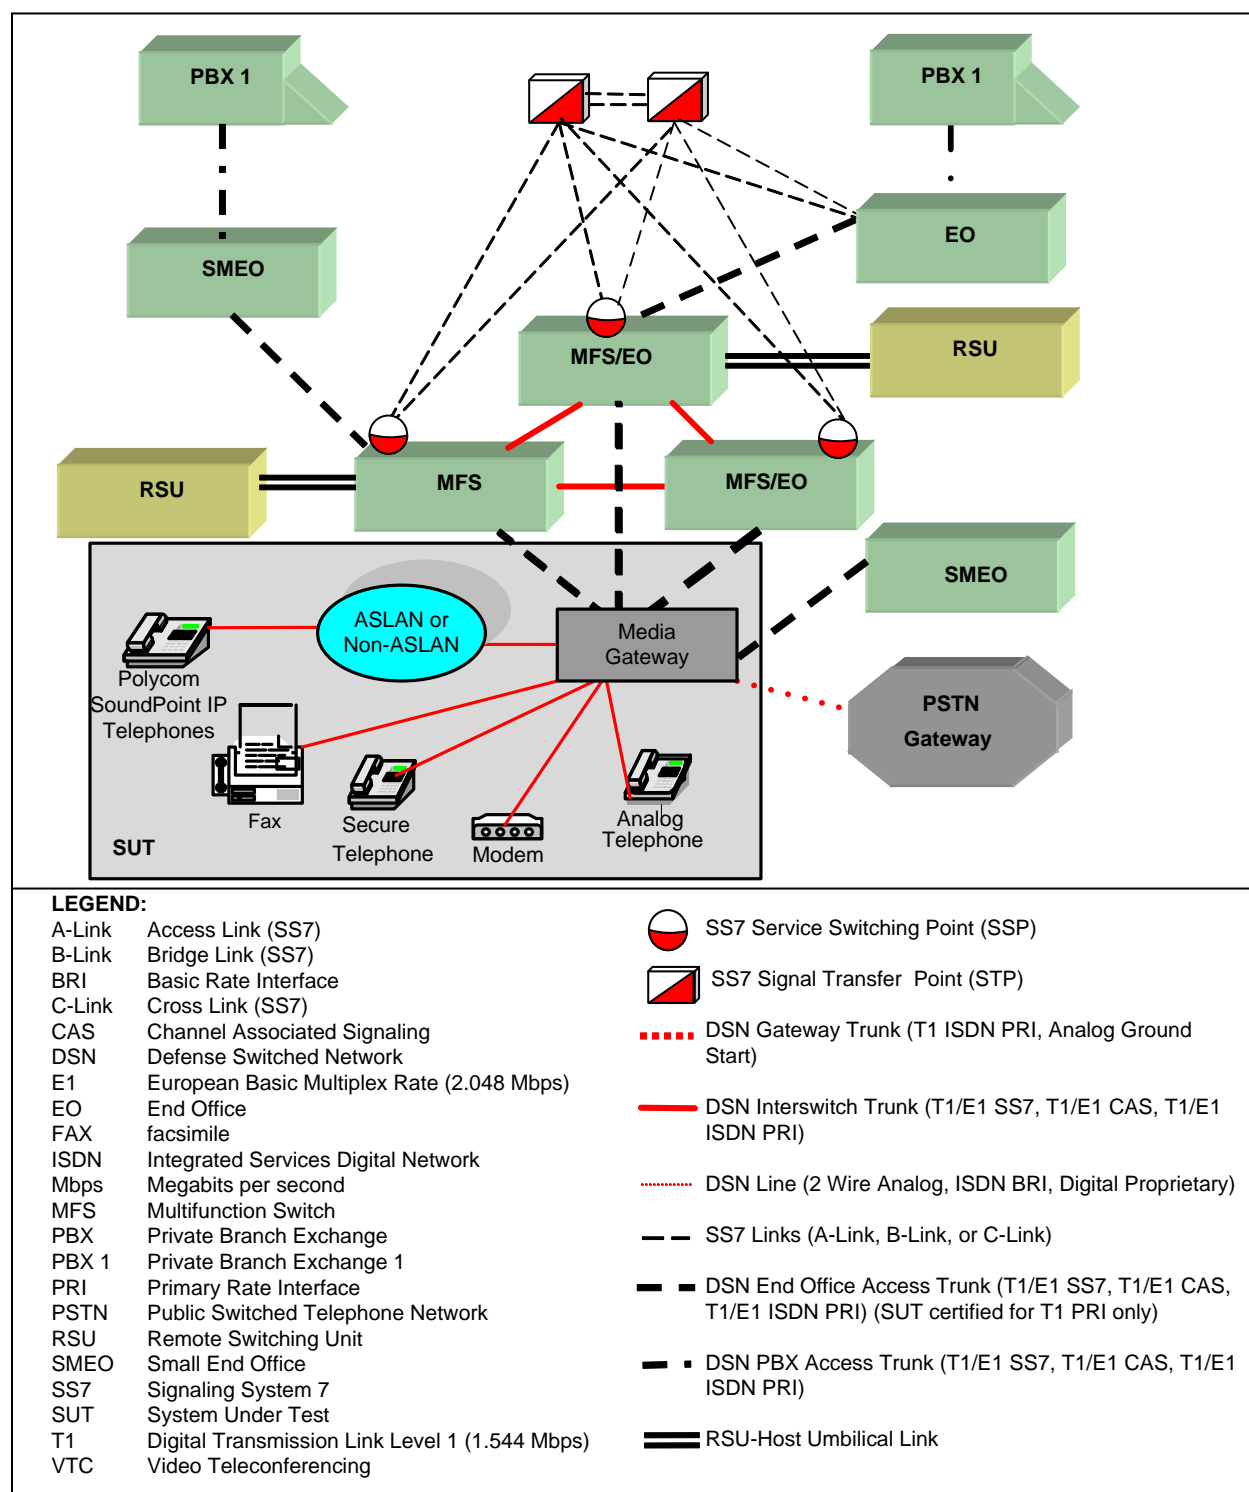 PBX 1
PBX 1
SMEO
EO
MFS/EO
RSU
RSU
MFS
MFS/EO
SMEO
ASLAN or
Non-ASLAN
Media
Gateway
Polycom
SoundPoint IP
Telephones
PSTN
Gateway
Fax
Secure
Telephone
Modem
Analog
Telephone
SUT
LEGEND:
A-Link Access Link (SS7)
B-Link Bridge Link (SS7)
BRI Basic Rate Interface
C-Link Cross Link (SS7)
CAS Channel Associated Signaling
DSN Defense Switched Network
E1 European Basic Multiplex Rate (2.048 Mbps)
EO End Office
FAX facsimile
ISDN Integrated Services Digital Network
Mbps Megabits per second
MFS Multifunction Switch
PBX Private Branch Exchange
PBX 1 Private Branch Exchange 1
PRI Primary Rate Interface
PSTN Public Switched Telephone Network
RSU Remote Switching Unit
SMEO Small End Office
SS7 Signaling System 7
SUT System Under Test
T1 Digital Transmission Link Level 1 (1.544 Mbps)
VTC Video Teleconferencing
SS7 Service Switching Point (SSP)
SS7 Signal Transfer Point (STP)
DSN Gateway Trunk (T1 ISDN PRI, Analog Ground
Start)
DSN Interswitch Trunk (T1/E1 SS7, T1/E1 CAS, T1/E1
ISDN PRI)
DSN Line (2 Wire Analog, ISDN BRI, Digital Proprietary)
SS7 Links (A-Link, B-Link, or C-Link)
DSN End Office Access Trunk (T1/E1 SS7, T1/E1 CAS,
T1/E1 ISDN PRI) (SUT certified for T1 PRI only)
DSN PBX Access Trunk (T1/E1 SS7, T1/E1 CAS, T1/E1
ISDN PRI)
RSU-Host Umbilical Link